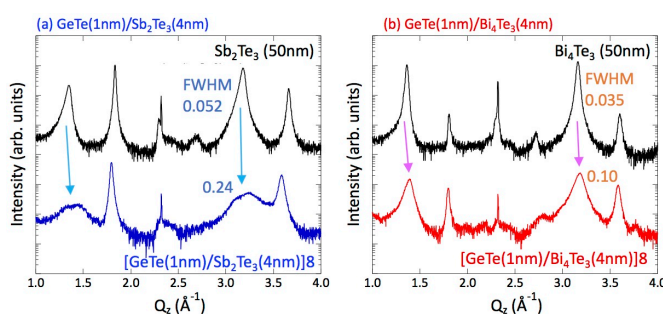 (a) GeTe(1nm)/Sb₂Te₃(4nm)
Sb₂Te₃ (50nm)
FWHM
0.052
0.24
[GeTe(1nm)/Sb₂Te₃(4nm)]8
Intensity (arb. units)
1.0 1.5 2.0 2.5 3.0 3.5 4.0
Q_z (Å⁻¹)
(b) GeTe(1nm)/Bi₄Te₃(4nm)
Bi₄Te₃ (50nm)
FWHM
0.035
0.10
[GeTe(1nm)/Bi₄Te₃(4nm)]8
Intensity (arb. units)
1.0 1.5 2.0 2.5 3.0 3.5 4.0
Q_z (Å⁻¹)